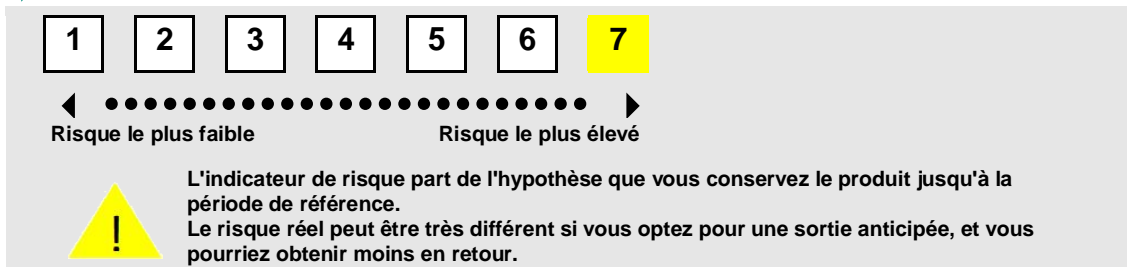 1 2 3 4 5 6 7
Risque le plus faible Risque le plus élevé
L'indicateur de risque part de l'hypothèse que vous conservez le produit jusqu'à la
période de référence.
! Le risque réel peut être très différent si vous optez pour une sortie anticipée, et vous
pourriez obtenir moins en retour.